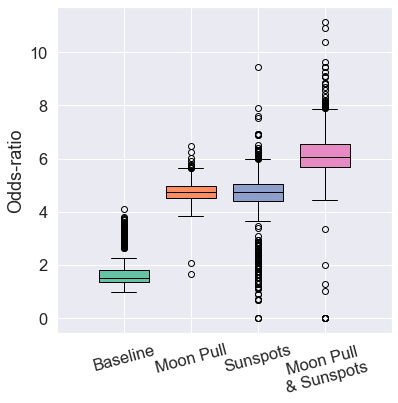 Odds-ratio
10
8
6
4
2
0
Baseline
Moon Pull
Sunspots
Moon Pull
& Sunspots